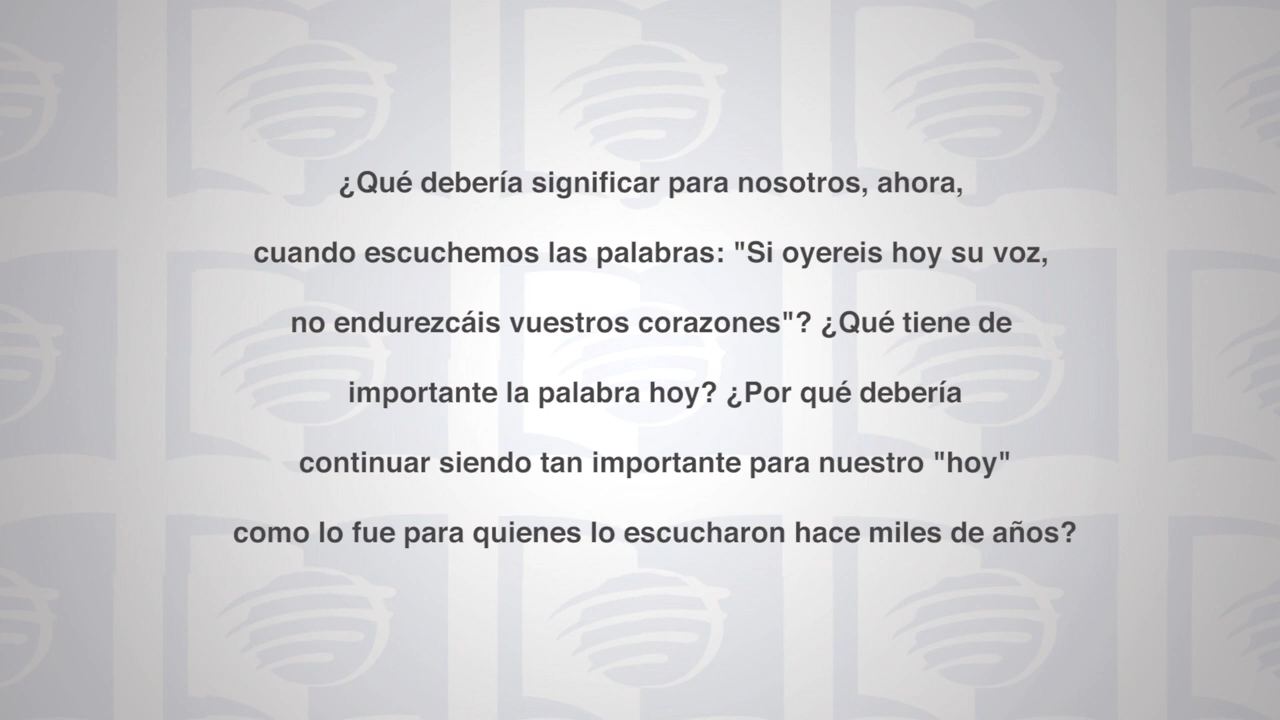 ¿Qué debería significar para nosotros, ahora,
cuando escuchemos las palabras: "Si oyereis hoy su voz,
no endurezcáis vuestros corazones"? ¿Qué tiene de
importante la palabra hoy? ¿Por qué debería
continuar siendo tan importante para nuestro "hoy"
como lo fue para quienes lo escucharon hace miles de años?